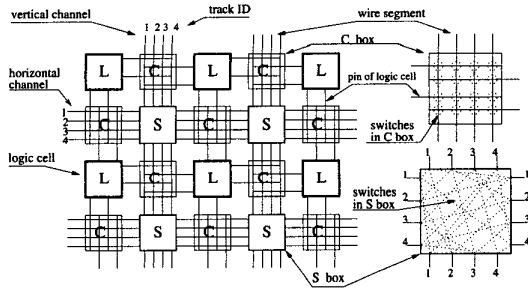 vertical channel
1 2 3 4
track ID
wire segment
C box
L C L C L
horizontal channel
pin of logic cell
1
2
3
4
C S C S C
switches in C box
logic cell
L C L C L
switches in S box
1 2 3 4
1 1
2 2
3 3
4 4
1 2 3 4
C S C S C
S box